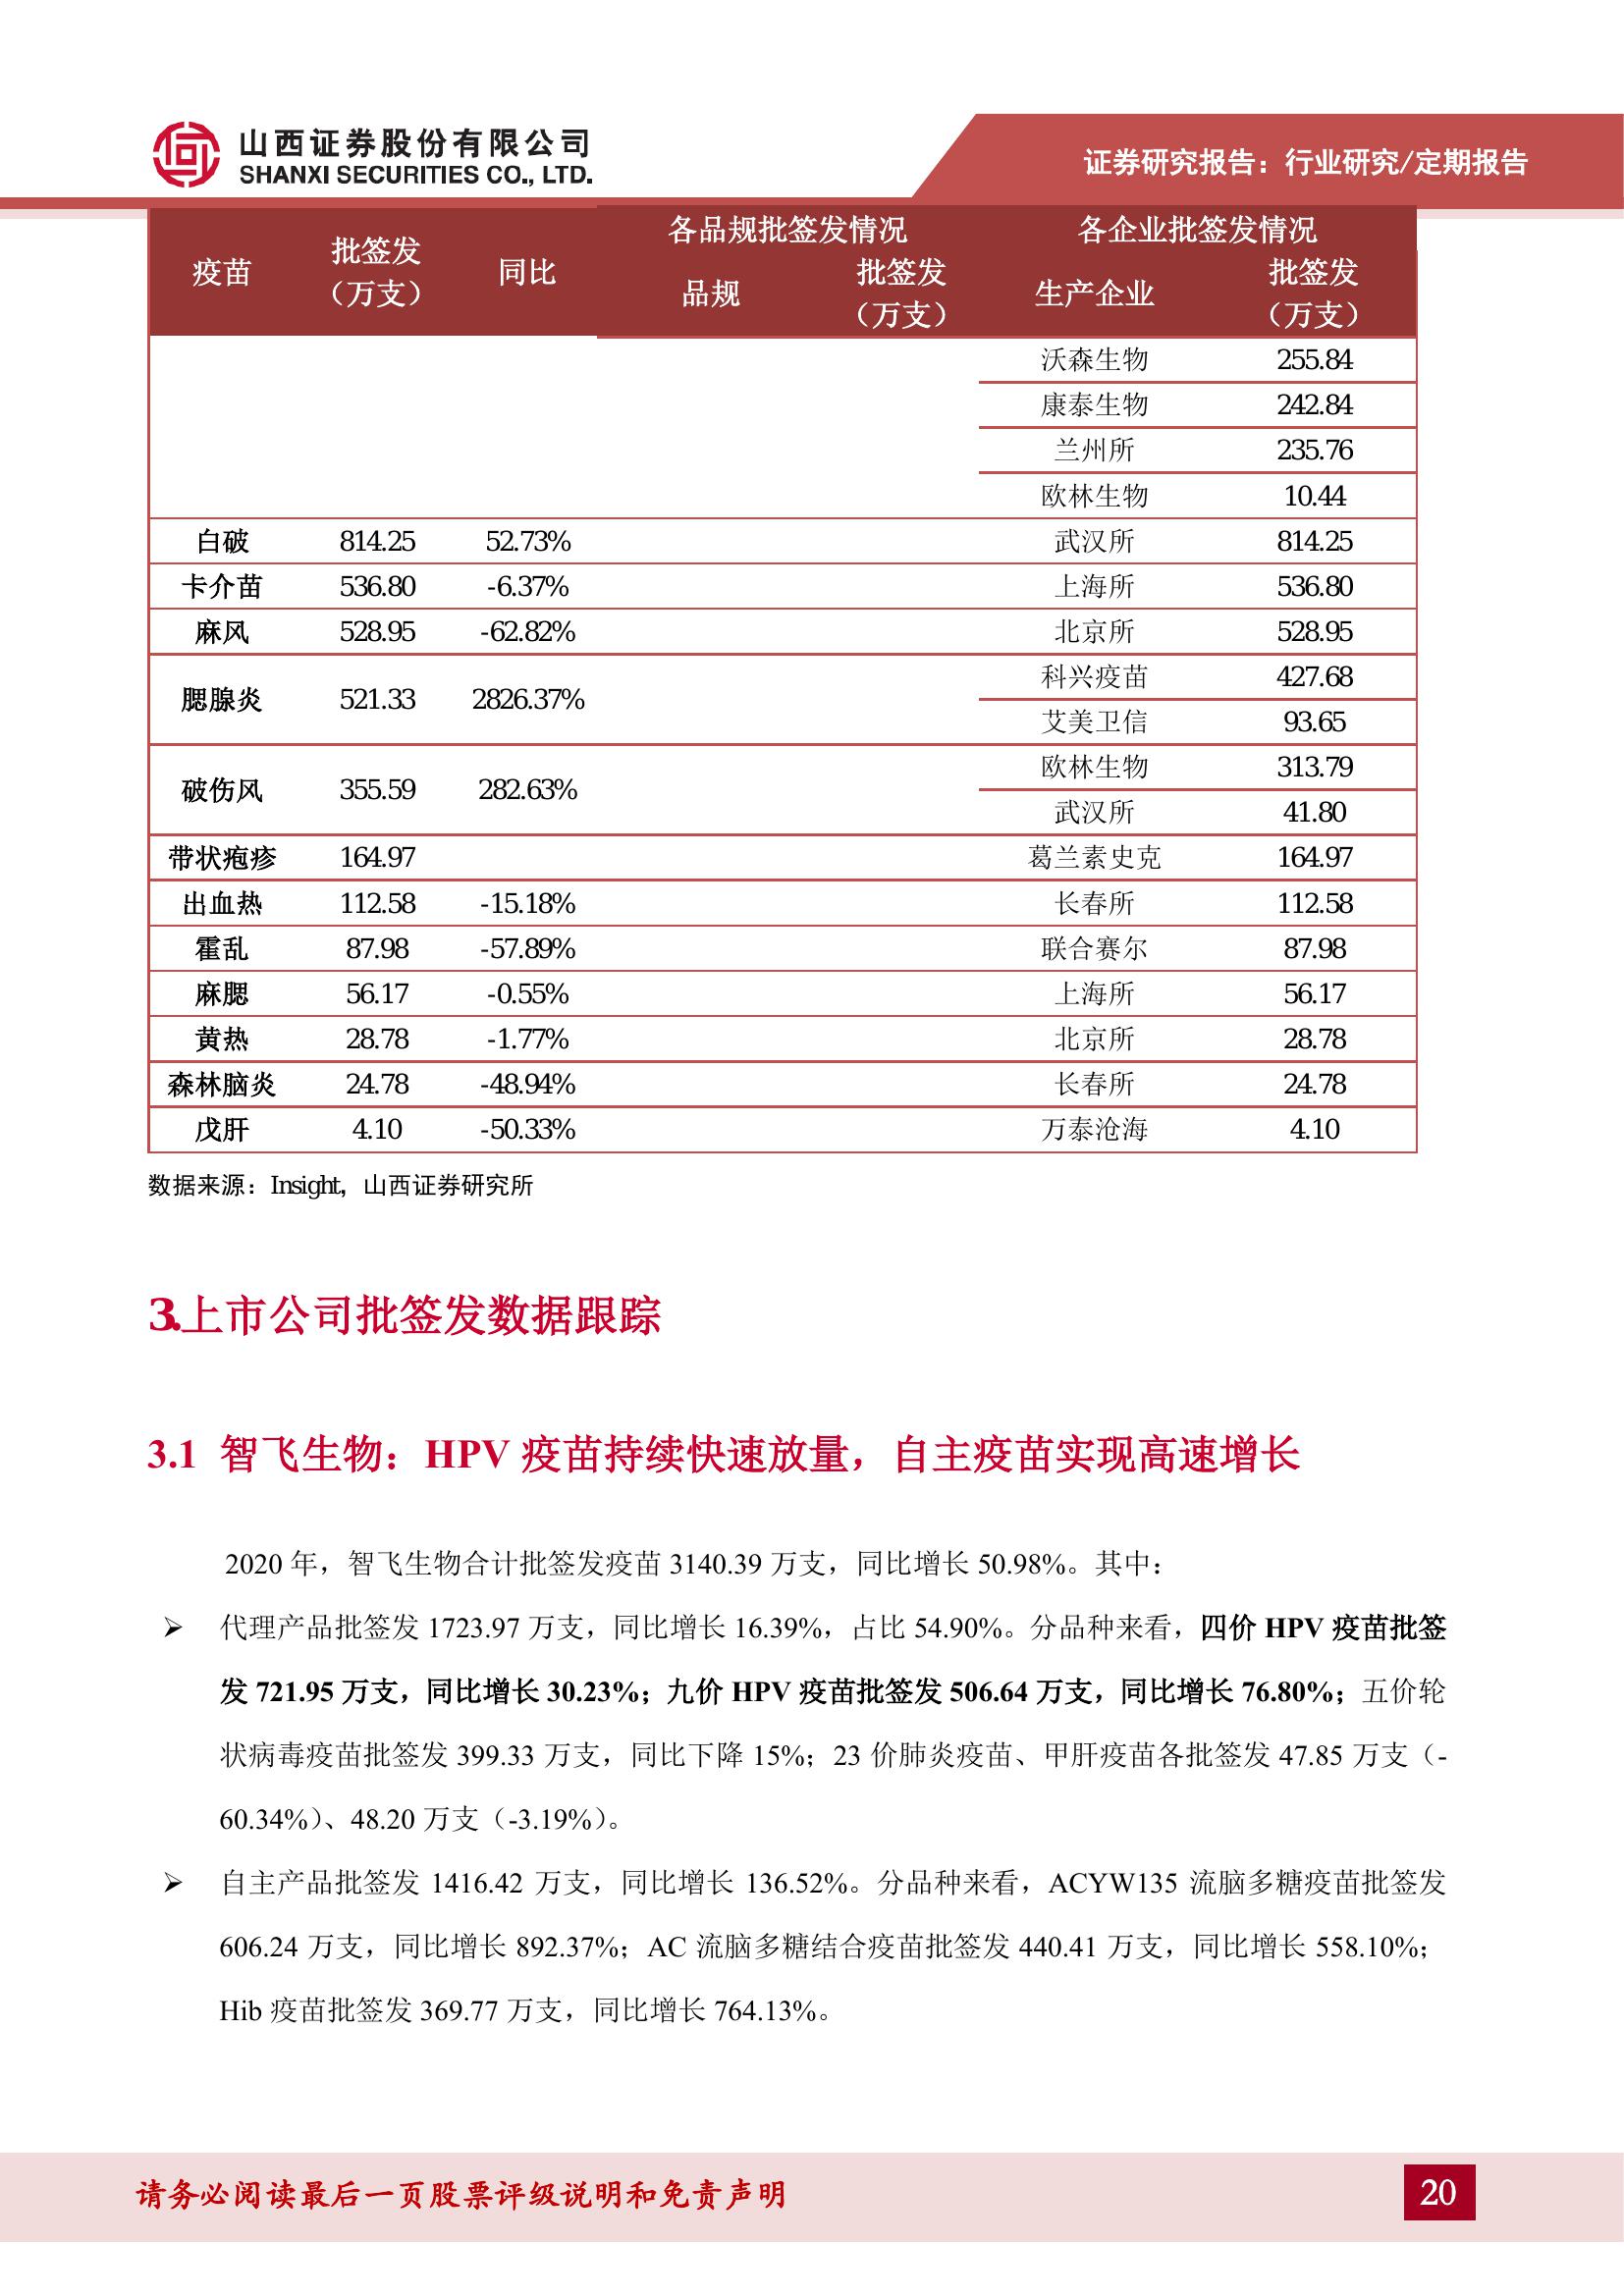 山西证券股份有限公司
SHANXI SECURITIES CO., LTD.
证券研究报告：行业研究/定期报告
疫苗 批签发（万支） 同比 各品规批签发情况 各企业批签发情况
品规 批签发（万支） 生产企业 批签发（万支）
沃森生物 255.84
康泰生物 242.84
兰州所 235.76
欧林生物 10.44
白破 814.25 52.73% 武汉所 814.25
卡介苗 536.80 -6.37% 上海所 536.80
麻风 528.95 -62.82% 北京所 528.95
腮腺炎 521.33 2826.37% 科兴疫苗 427.68
艾美卫信 93.65
破伤风 355.59 282.63% 欧林生物 313.79
武汉所 41.80
带状疱疹 164.97 葛兰素史克 164.97
出血热 112.58 -15.18% 长春所 112.58
霍乱 87.98 -57.89% 联合赛尔 87.98
麻腮 56.17 -0.55% 上海所 56.17
黄热 28.78 -1.77% 北京所 28.78
森林脑炎 24.78 -48.94% 长春所 24.78
戊肝 4.10 -50.33% 万泰沧海 4.10
数据来源：Insight，山西证券研究所
3.上市公司批签发数据跟踪
3.1 智飞生物：HPV 疫苗持续快速放量，自主疫苗实现高速增长
2020 年，智飞生物合计批签发疫苗 3140.39 万支，同比增长 50.98%。其中：
➢ 代理产品批签发 1723.97 万支，同比增长 16.39%，占比 54.90%。分品种来看，四价 HPV 疫苗批签
发 721.95 万支，同比增长 30.23%；九价 HPV 疫苗批签发 506.64 万支，同比增长 76.80%；五价轮
状病毒疫苗批签发 399.33 万支，同比下降 15%；23 价肺炎疫苗、甲肝疫苗各批签发 47.85 万支（-
60.34%）、48.20 万支（-3.19%）。
➢ 自主产品批签发 1416.42 万支，同比增长 136.52%。分品种来看，ACYW135 流脑多糖疫苗批签发
606.24 万支，同比增长 892.37%；AC 流脑多糖结合疫苗批签发 440.41 万支，同比增长 558.10%；
Hib 疫苗批签发 369.77 万支，同比增长 764.13%。
请务必阅读最后一页股票评级说明和免责声明
20